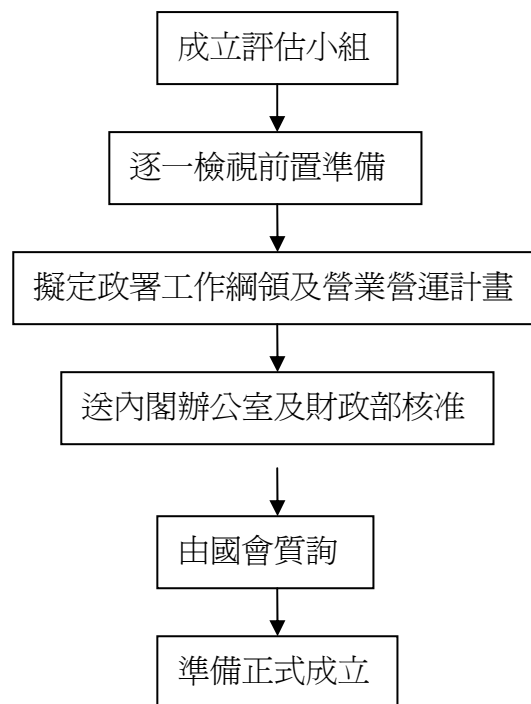 成立評估小組
逐一檢視前置準備
擬定政署工作綱領及營業營運計畫
送內閣辦公室及財政部核准
由國會質詢
準備正式成立